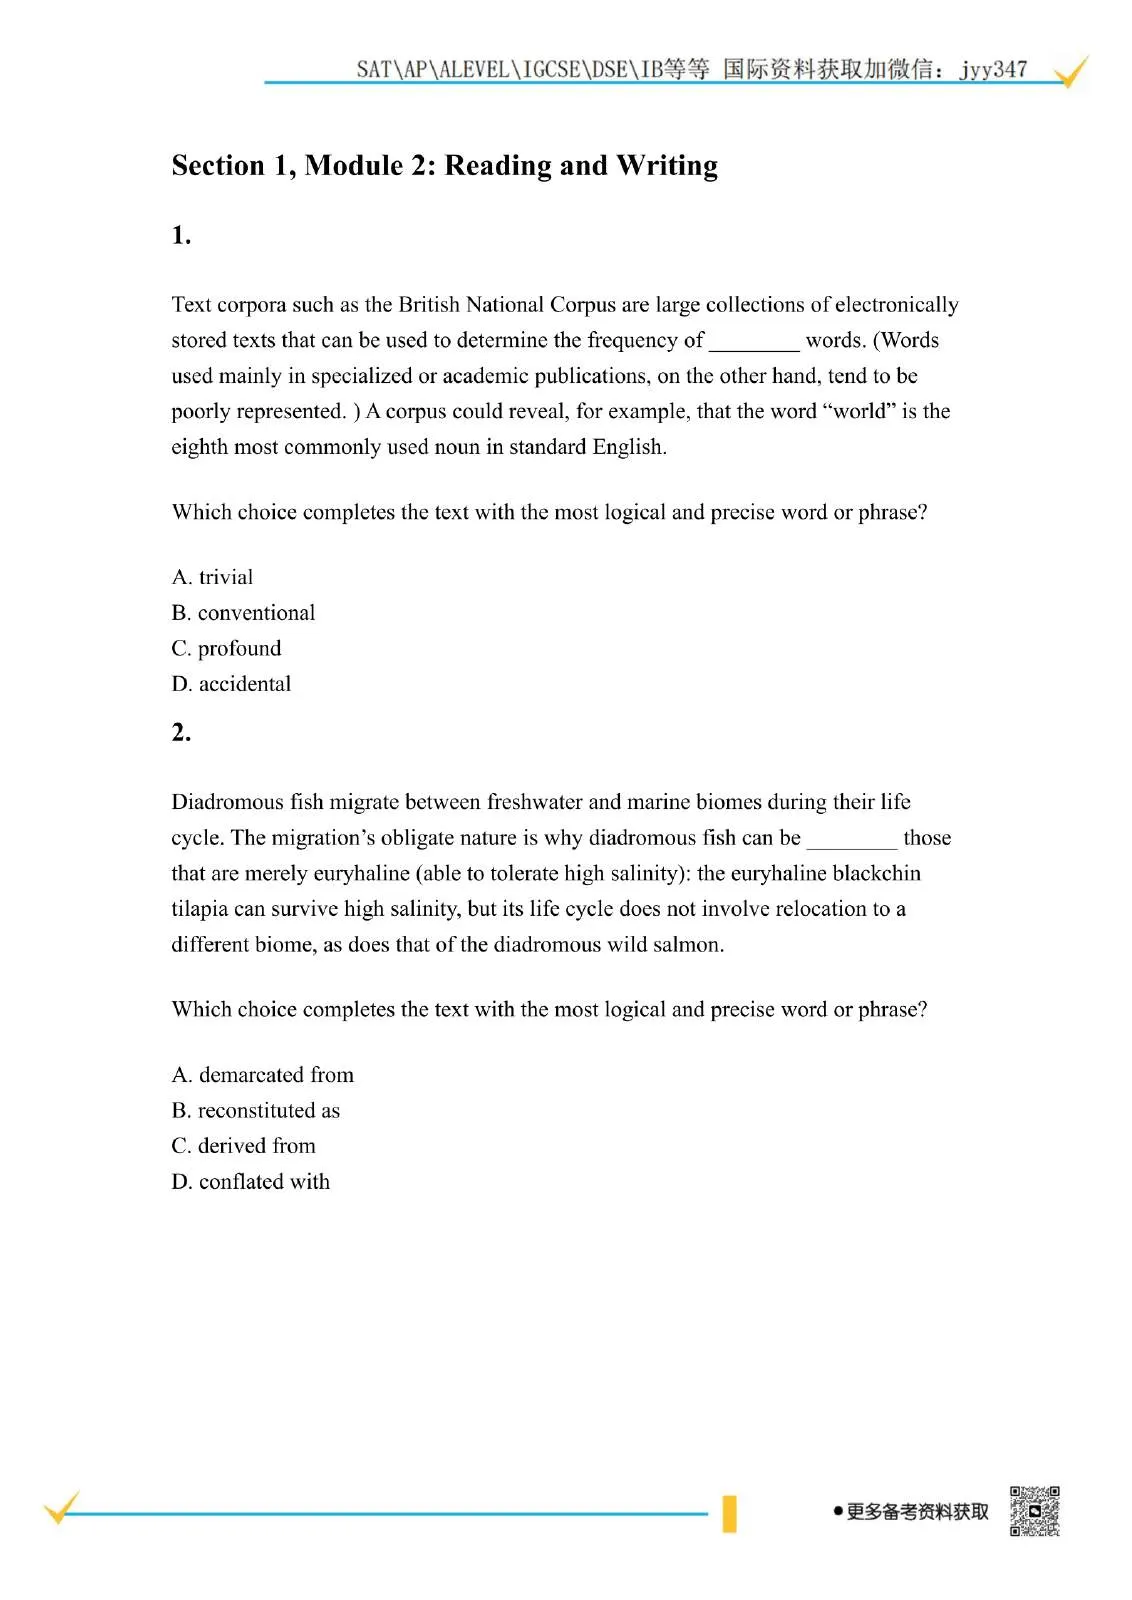 SAT\AP\ALEVEL\IGCSE\DSE\IB等等 国际资料获取加微信：jyy347
Section 1, Module 2: Reading and Writing
1.
Text corpora such as the British National Corpus are large collections of electronically
stored texts that can be used to determine the frequency of ________ words. (Words
used mainly in specialized or academic publications, on the other hand, tend to be
poorly represented. ) A corpus could reveal, for example, that the word “world” is the
eighth most commonly used noun in standard English.
Which choice completes the text with the most logical and precise word or phrase?
A. trivial
B. conventional
C. profound
D. accidental
2.
Diadromous fish migrate between freshwater and marine biomes during their life
cycle. The migration’s obligate nature is why diadromous fish can be ________ those
that are merely euryhaline (able to tolerate high salinity): the euryhaline blackchin
tilapia can survive high salinity, but its life cycle does not involve relocation to a
different biome, as does that of the diadromous wild salmon.
Which choice completes the text with the most logical and precise word or phrase?
A. demarcated from
B. reconstituted as
C. derived from
D. conflated with
●更多备考资料获取